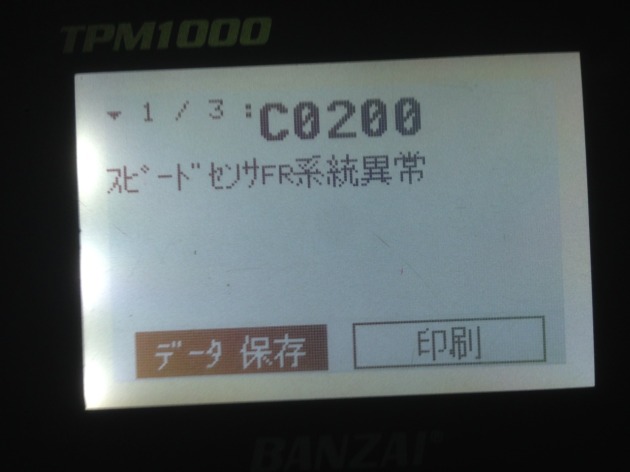 TPM1000
▼ 1 / 3 : C0200
ｽﾋﾟｰﾄﾞｾﾝｻFR系統異常
ﾃﾞｰﾀ 保存 印刷
BANZAI